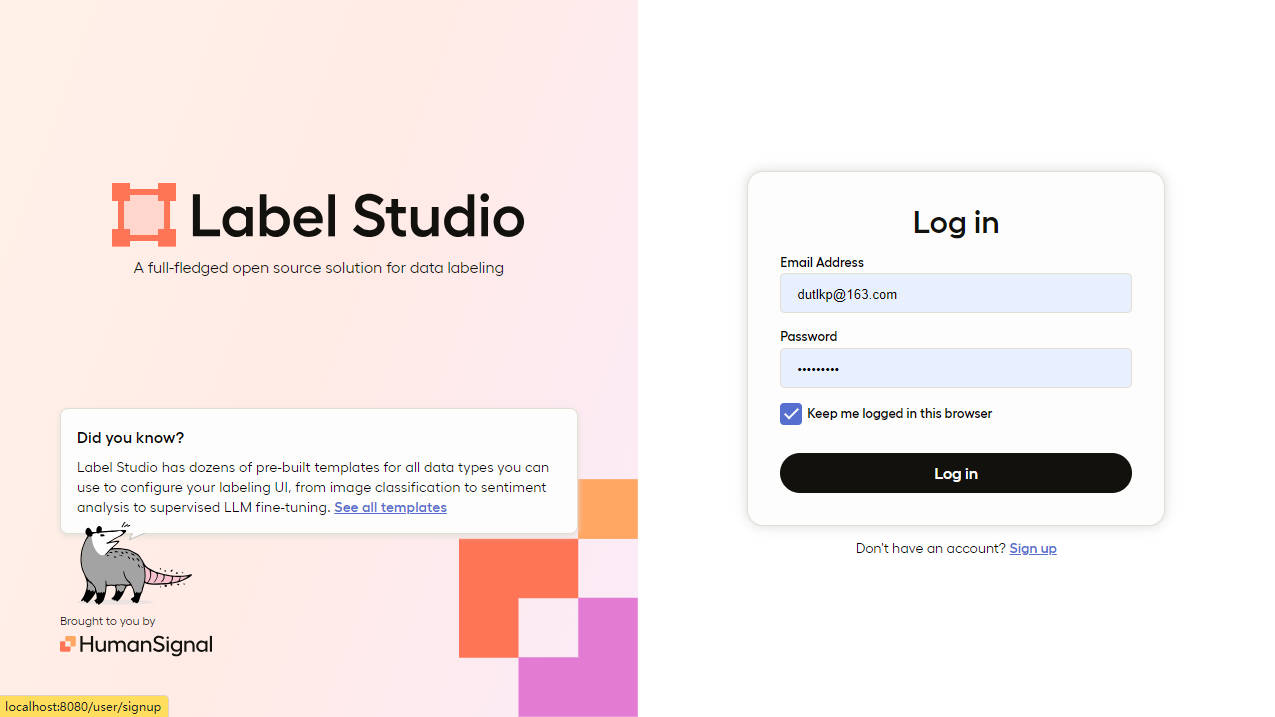 Label Studio
A full-fledged open source solution for data labeling
Did you know?
Label Studio has dozens of pre-built templates for all data types you can
use to configure your labeling UI, from image classification to sentiment
analysis to supervised LLM fine-tuning. See all templates
Brought to you by
HumanSignal
localhost:8080/user/signup
Log in
Email Address
dutlkp@163.com
Password
•••••••••
Keep me logged in this browser
Log in
Don't have an account? Sign up